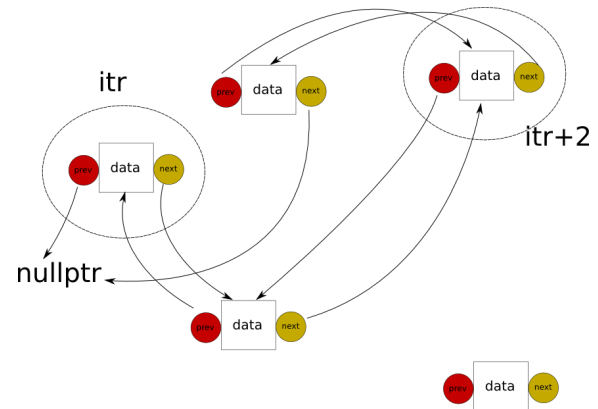 itr
prev data next
prev data next
prev data next
itr+2
nullptr
prev data next
prev data next